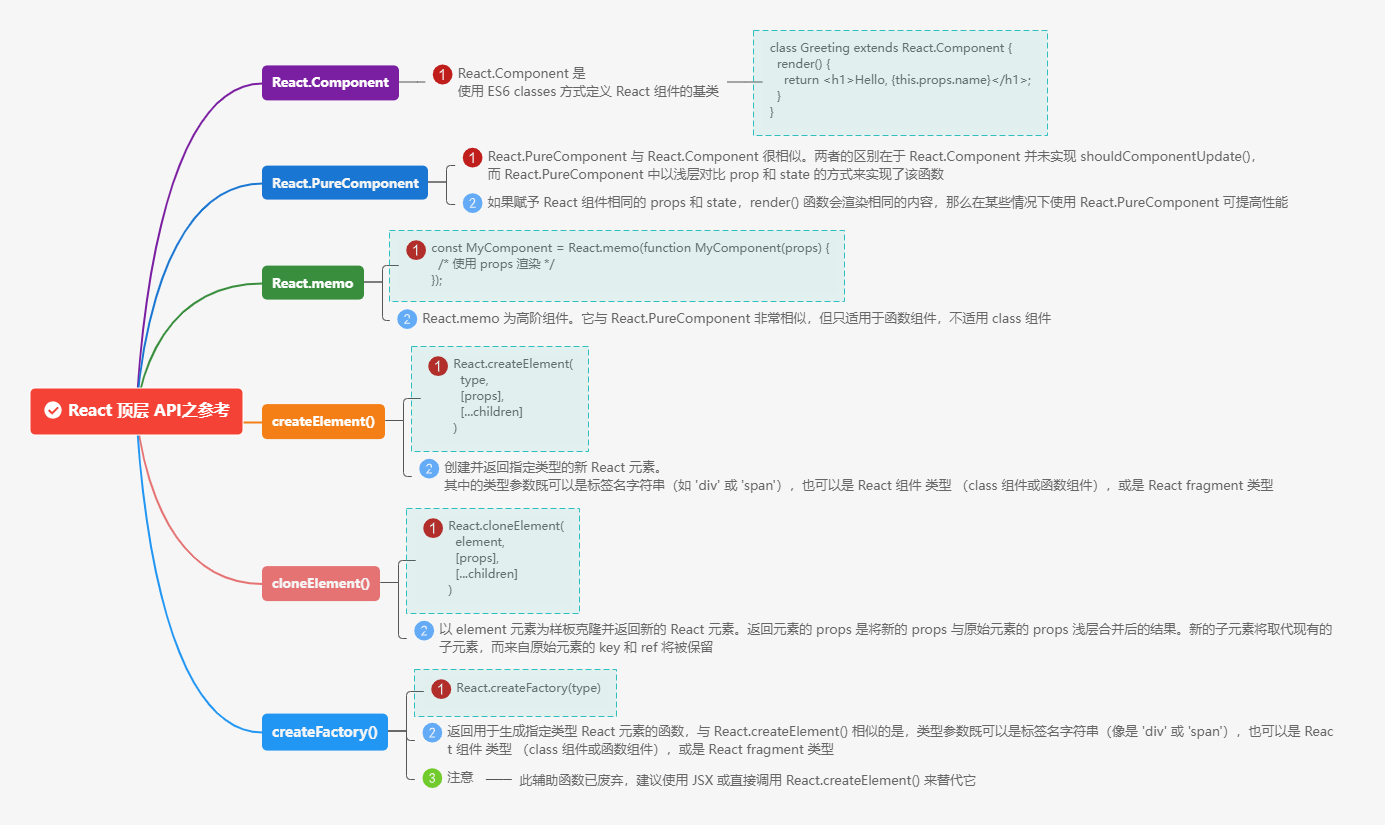 React 顶层 API之参考
React.Component
1 React.Component 是
使用 ES6 classes 方式定义 React 组件的基类
class Greeting extends React.Component {
render() {
return <h1>Hello, {this.props.name}</h1>;
}
}
React.PureComponent
1 React.PureComponent 与 React.Component 很相似。两者的区别在于 React.Component 并未实现 shouldComponentUpdate(),
而 React.PureComponent 中以浅层对比 prop 和 state 的方式来实现了该函数
2 如果赋予 React 组件相同的 props 和 state，render() 函数会渲染相同的内容，那么在某些情况下使用 React.PureComponent 可提高性能
React.memo
1 const MyComponent = React.memo(function MyComponent(props) {
/* 使用 props 渲染 */
});
2 React.memo 为高阶组件。它与 React.PureComponent 非常相似，但只适用于函数组件，不适用 class 组件
createElement()
1 React.createElement(
type,
[props],
[...children]
)
2 创建并返回指定类型的新 React 元素。
其中的类型参数既可以是标签名字符串（如 'div' 或 'span'），也可以是 React 组件 类型 （class 组件或函数组件），或是 React fragment 类型
cloneElement()
1 React.cloneElement(
element,
[props],
[...children]
)
2 以 element 元素为样板克隆并返回新的 React 元素。返回元素的 props 是将新的 props 与原始元素的 props 浅层合并后的结果。新的子元素将取代现有的
子元素，而来自原始元素的 key 和 ref 将被保留
createFactory()
1 React.createFactory(type)
2 返回用于生成指定类型 React 元素的函数，与 React.createElement() 相似的是，类型参数既可以是标签名字符串（像是 'div' 或 'span'），也可以是 Reac
t 组件 类型 （class 组件或函数组件），或是 React fragment 类型
3 注意
此辅助函数已废弃，建议使用 JSX 或直接调用 React.createElement() 来替代它